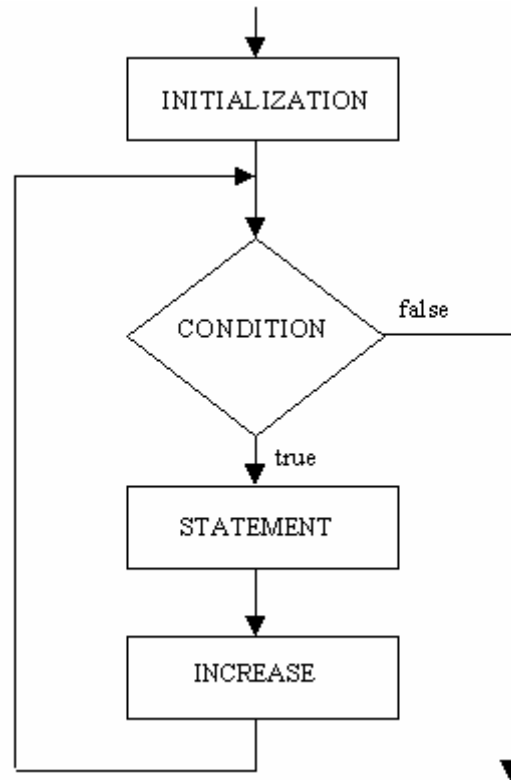 INITIALIZATION
CONDITION
false
true
STATEMENT
INCREASE